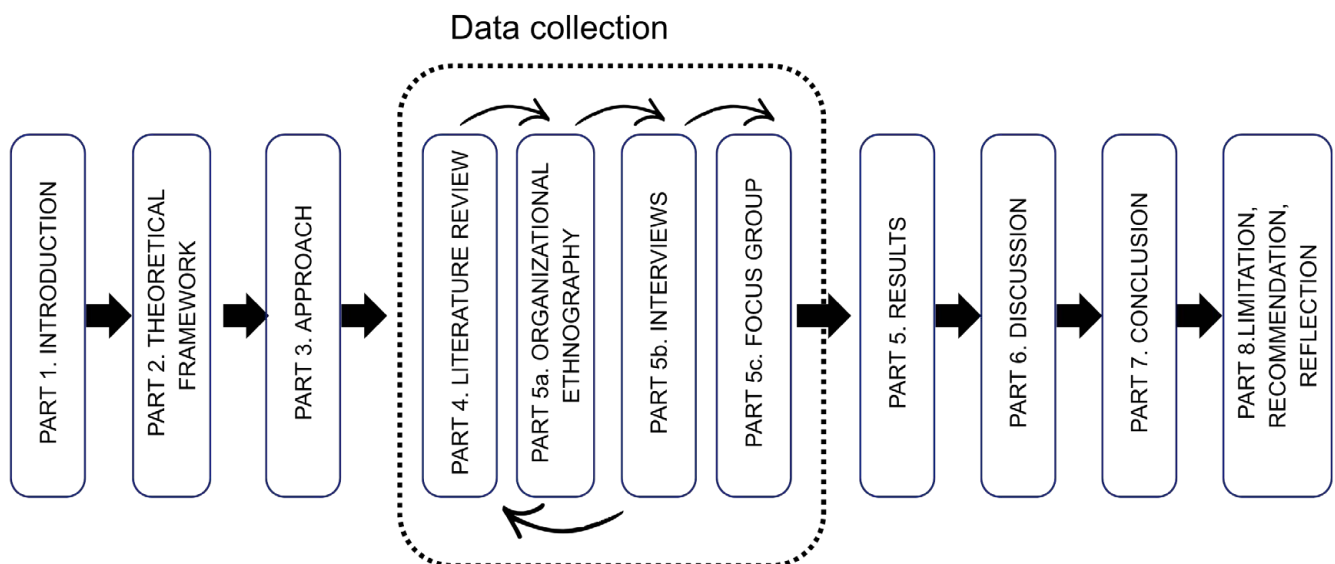 Data collection
PART 1. INTRODUCTION
PART 2. THEORETICAL
FRAMEWORK
PART 3. APPROACH
PART 4. LITERATURE REVIEW
PART 5a. ORGANIZATIONAL
ETHNOGRAPHY
PART 5b. INTERVIEWS
PART 5c. FOCUS GROUP
PART 5. RESULTS
PART 6. DISCUSSION
PART 7. CONCLUSION
PART 8.LIMITATION,
RECOMMENDATION,
REFLECTION